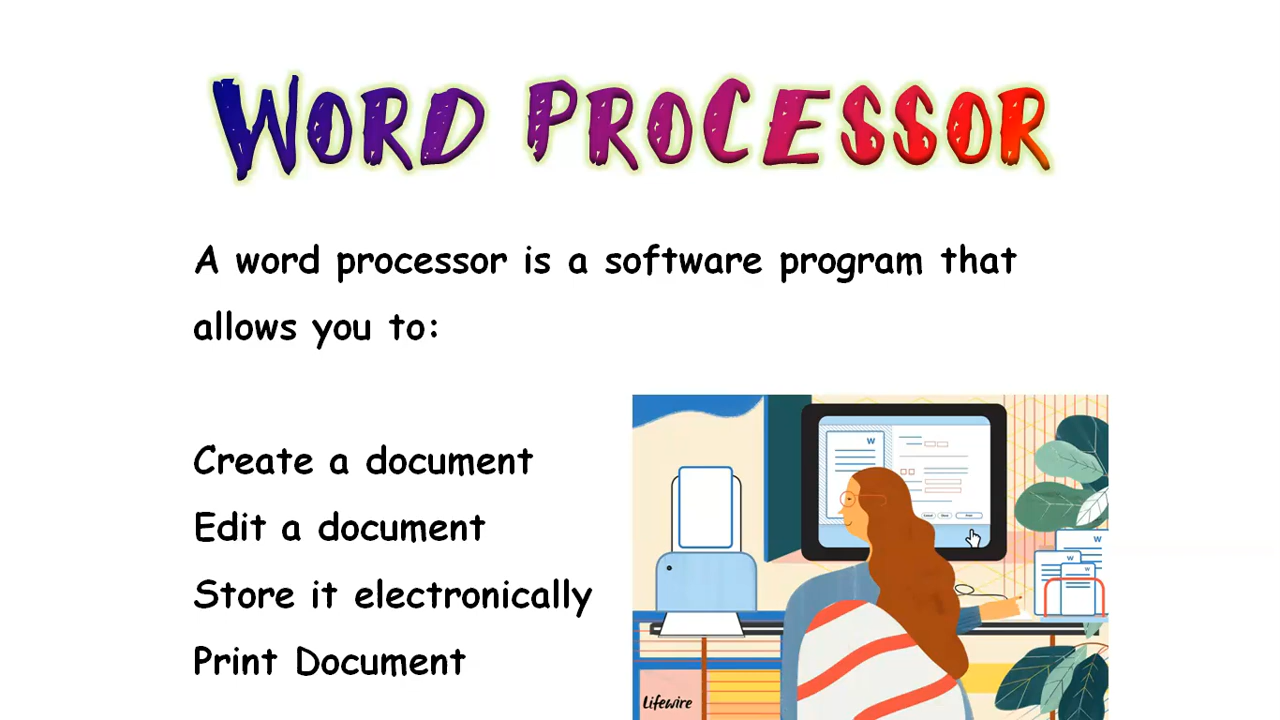 WORD PROCESSOR
A word processor is a software program that
allows you to:
Create a document
Edit a document
Store it electronically
Print Document
W
W
W
W
Lifewire